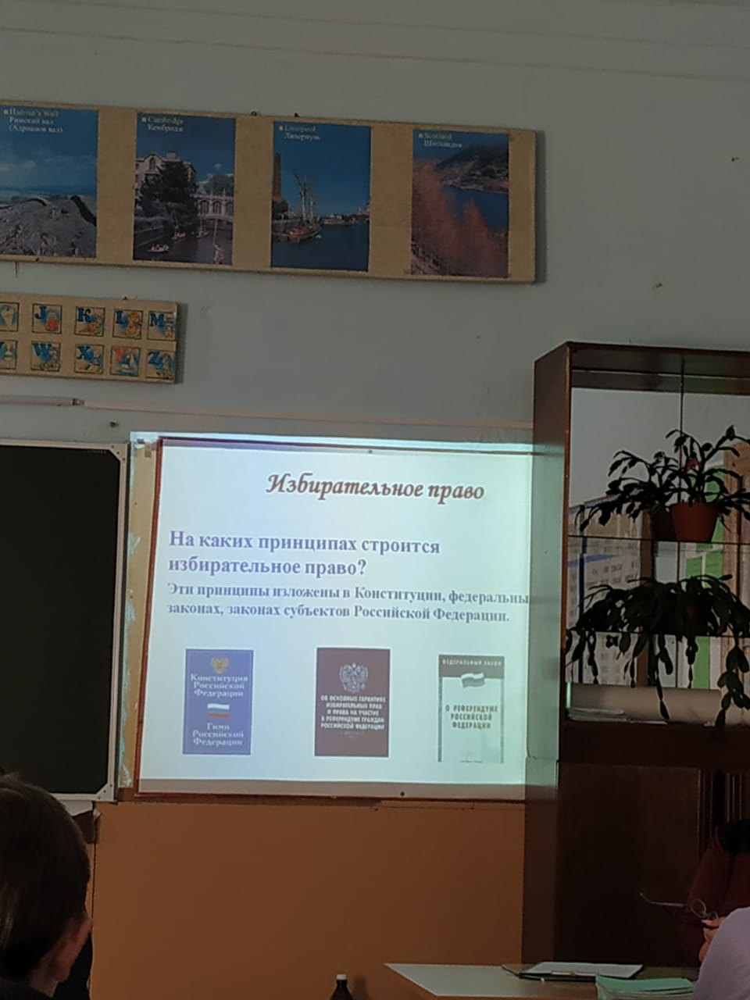 Hadrian's Wall
Римский вал
(Адрианов вал)
Cambridge
Кембридж
Liverpool
Ливерпуль
Scotland
Шотландия
J K L M
W X Y Z
Избирательное право
На каких принципах строится
избирательное право?
Эти принципы изложены в Конституции, федеральны
законах, законах субъектов Российской Федерации.
Конституция
Российской
Федерации
Гимн
Российской
Федерации
ОБ ОСНОВНЫХ ГАРАНТИЯХ
ИЗБИРАТЕЛЬНЫХ ПРАВ
И ПРАВА НА УЧАСТИЕ
В РЕФЕРЕНДУМЕ ГРАЖДАН
РОССИЙСКОЙ ФЕДЕРАЦИИ
ФЕДЕРАЛЬНЫЙ ЗАКОН
О РЕФЕРЕНДУМЕ
РОССИЙСКОЙ
ФЕДЕРАЦИИ